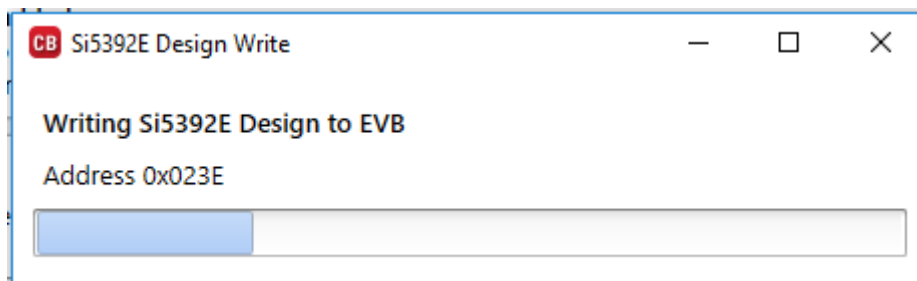 CB Si5392E Design Write
Writing Si5392E Design to EVB
Address 0x023E